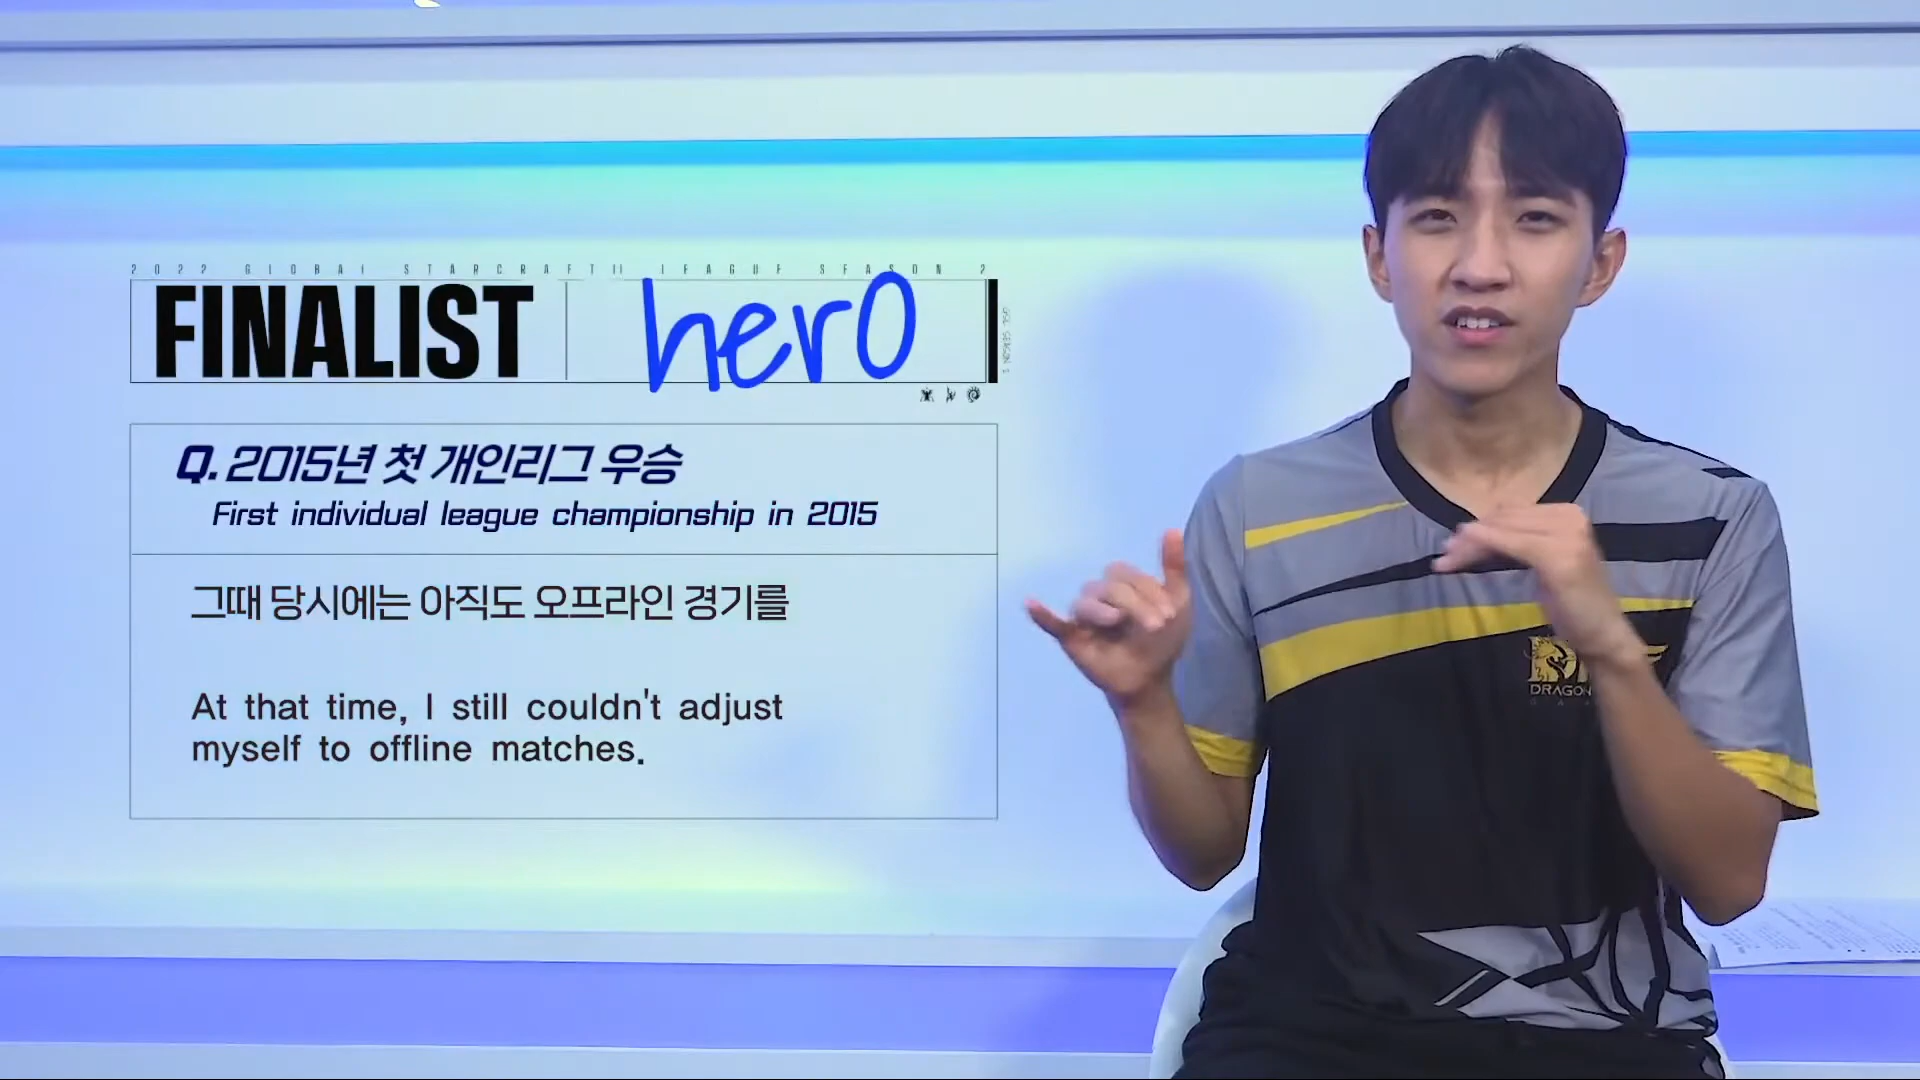 2022 GLOBAL STARCRAFT II LEAGUE SEASON 2
FINALIST
her0
Q. 2015년 첫 개인리그 우승
First individual league championship in 2015
그때 당시에는 아직도 오프라인 경기를
At that time, I still couldn't adjust
myself to offline matches.
DRAGON